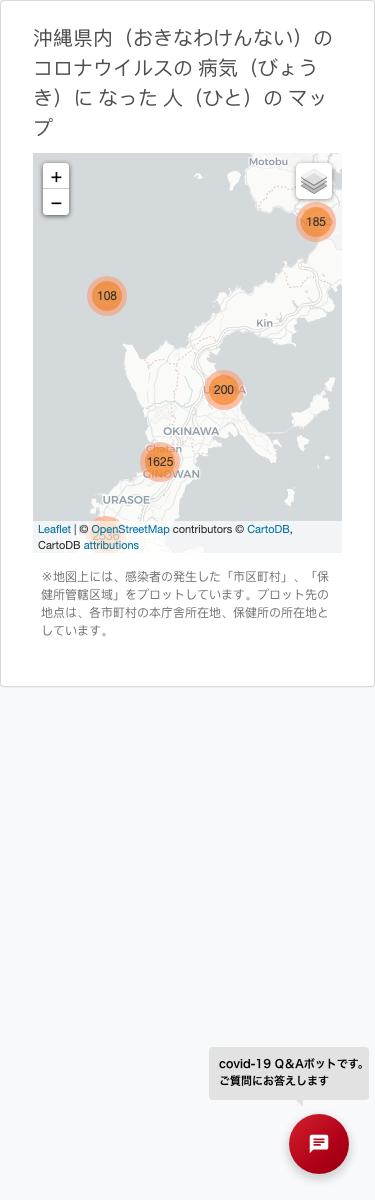 沖縄県内（おきなわけんない）の
コロナウイルスの 病気（びょう
き）に なった 人（ひと）の マッ
プ
+
−
Motobu
185
108
Kin
200
OKINAWA
Chatan
1625
GINOWAN
URASOE
2536
Leaflet | © OpenStreetMap contributors © CartoDB,
CartoDB attributions
※地図上には、感染者の発生した「市区町村」、「保
健所管轄区域」をプロットしています。プロット先の
地点は、各市町村の本庁舎所在地、保健所の所在地と
しています。
covid-19 Q&Aボットです。
ご質問にお答えします